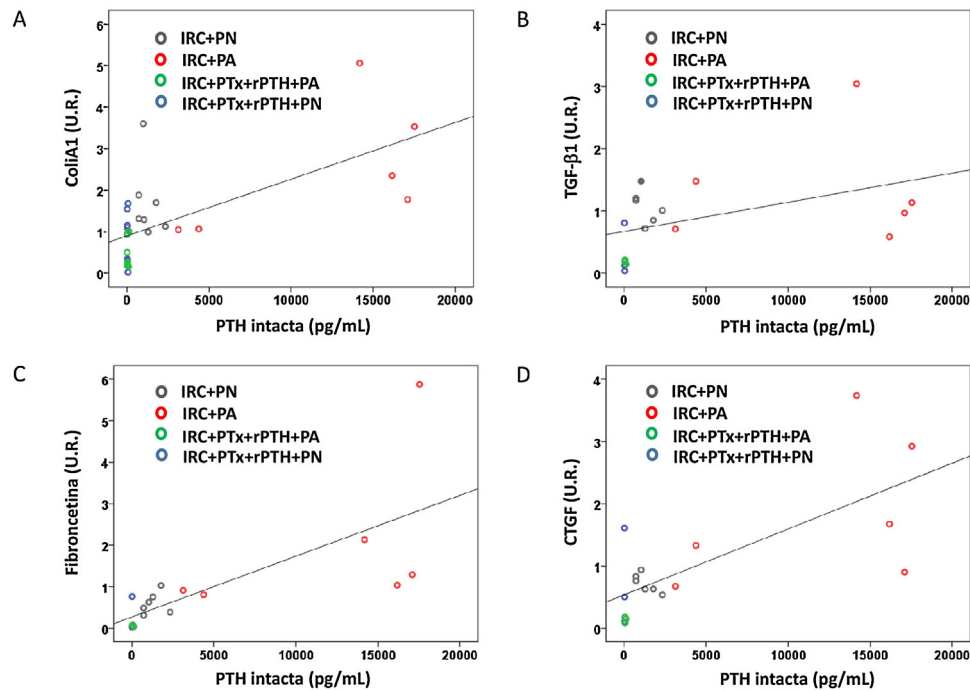 A
6
5
4
3
2
1
0
ColiA1 (U.R.)
IRC+PN
IRC+PA
IRC+PTx+rPTH+PA
IRC+PTx+rPTH+PN
0 5000 10000 15000 20000
PTH intacta (pg/mL)
B
4
3
2
1
0
TGF-β1 (U.R.)
IRC+PN
IRC+PA
IRC+PTx+rPTH+PA
IRC+PTx+rPTH+PN
0 5000 10000 15000 20000
PTH intacta (pg/mL)
C
6
5
4
3
2
1
0
Fibroncetina (U.R.)
IRC+PN
IRC+PA
IRC+PTx+rPTH+PA
IRC+PTx+rPTH+PN
0 5000 10000 15000 20000
PTH intacta (pg/mL)
D
4
3
2
1
0
CTGF (U.R.)
IRC+PN
IRC+PA
IRC+PTx+rPTH+PA
IRC+PTx+rPTH+PN
0 5000 10000 15000 20000
PTH intacta (pg/mL)